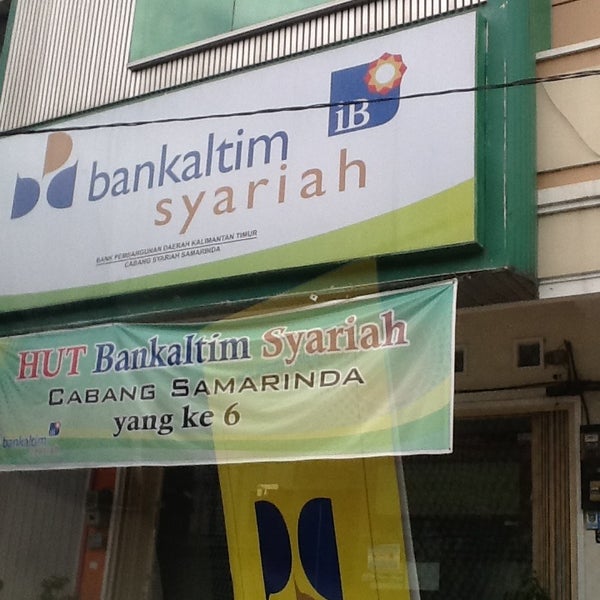 iB
bankaltim
syariah
BANK PEMBANGUNAN DAERAH KALIMANTAN TIMUR
CABANG SYARIAH SAMARINDA
HUT Bankaltim Syariah
CABANG SAMARINDA
yang ke 6
bankaltim